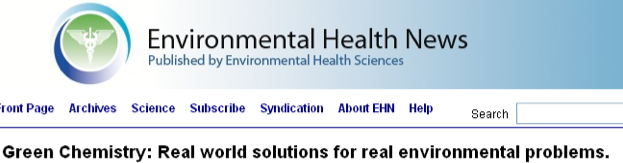 Environmental Health News
Published by Environmental Health Sciences
Front Page Archives Science Subscribe Syndication About EHN Help Search
Green Chemistry: Real world solutions for real environmental problems.